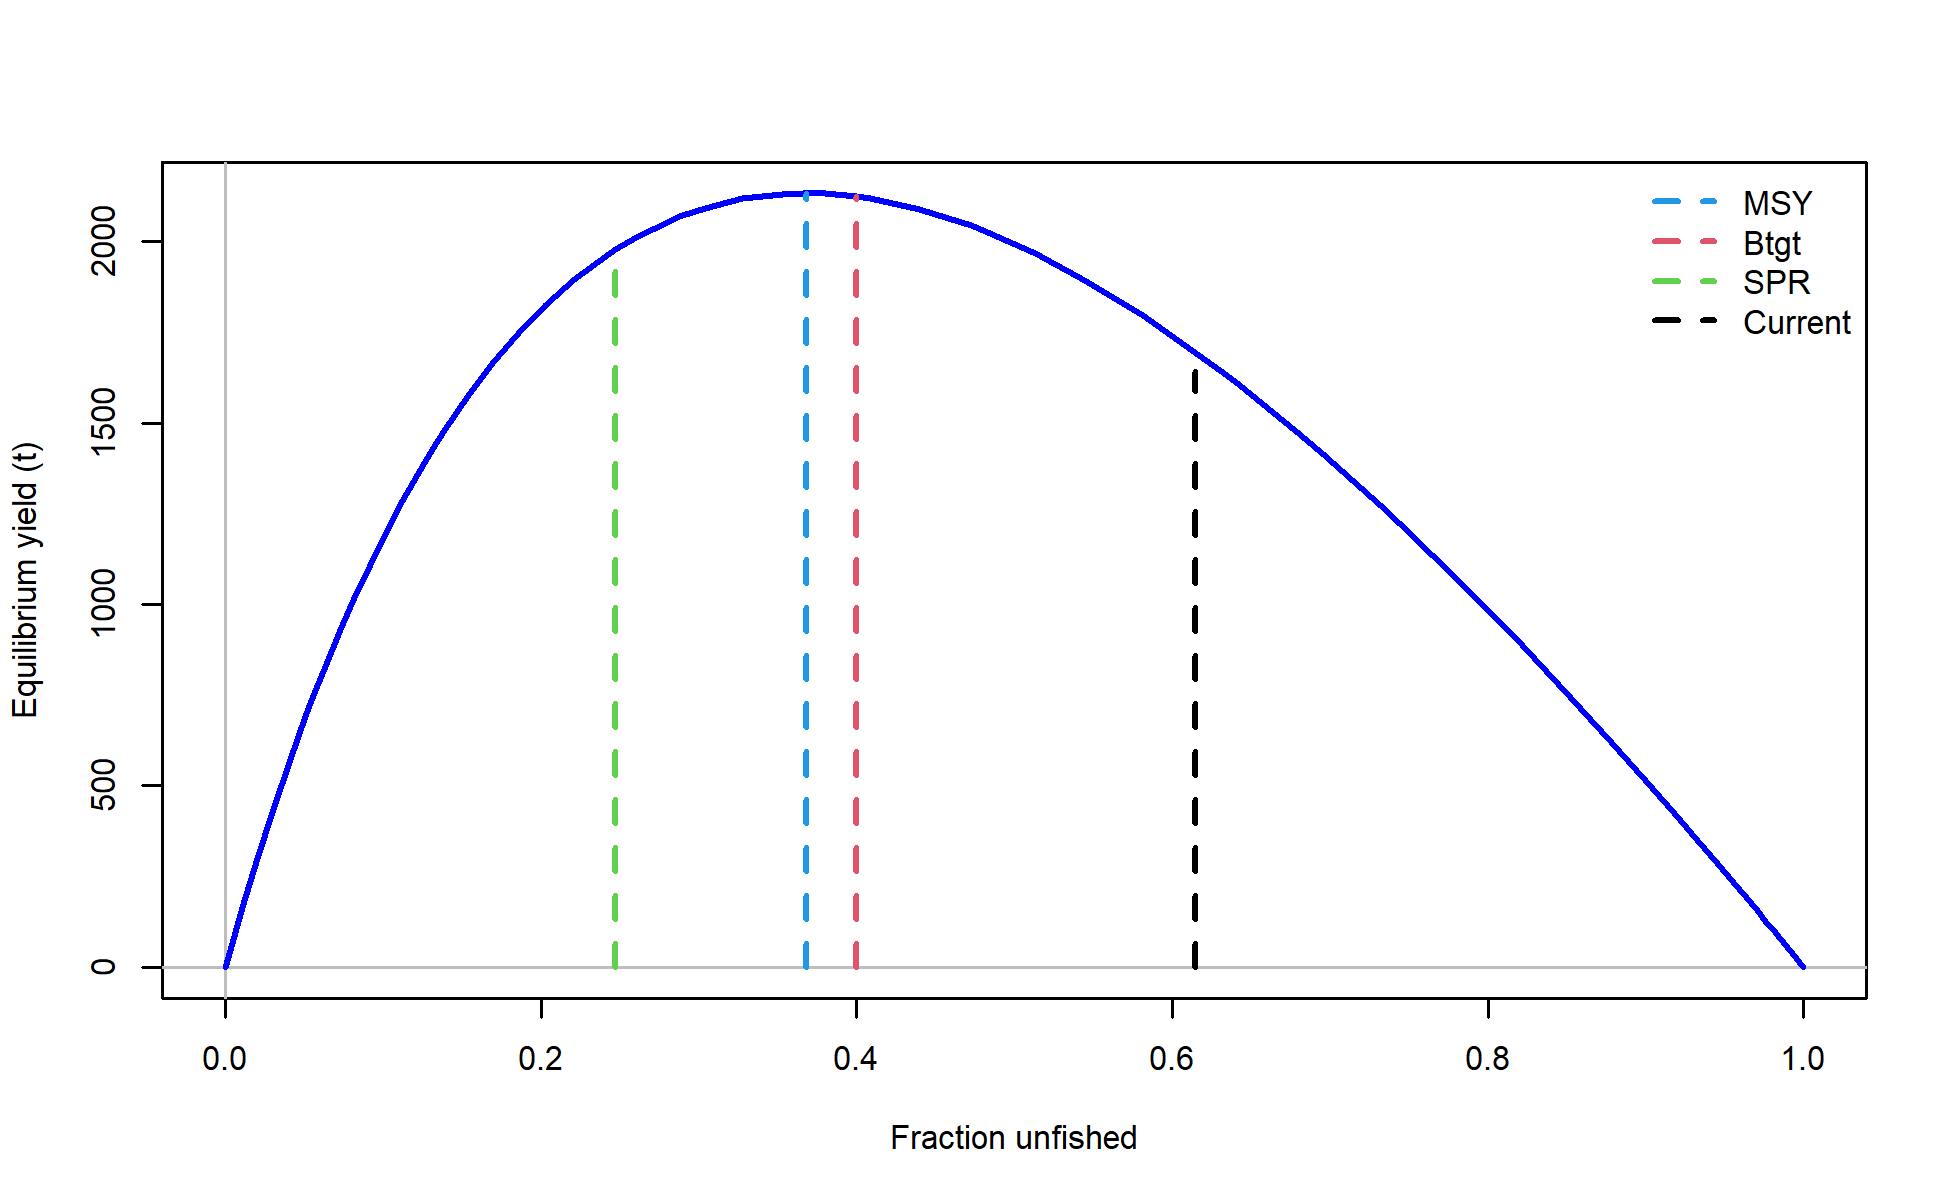 MSY
Btgt
SPR
Current
Equilibrium yield (t)
2000
1500
1000
500
0
0.0 0.2 0.4 0.6 0.8 1.0
Fraction unfished